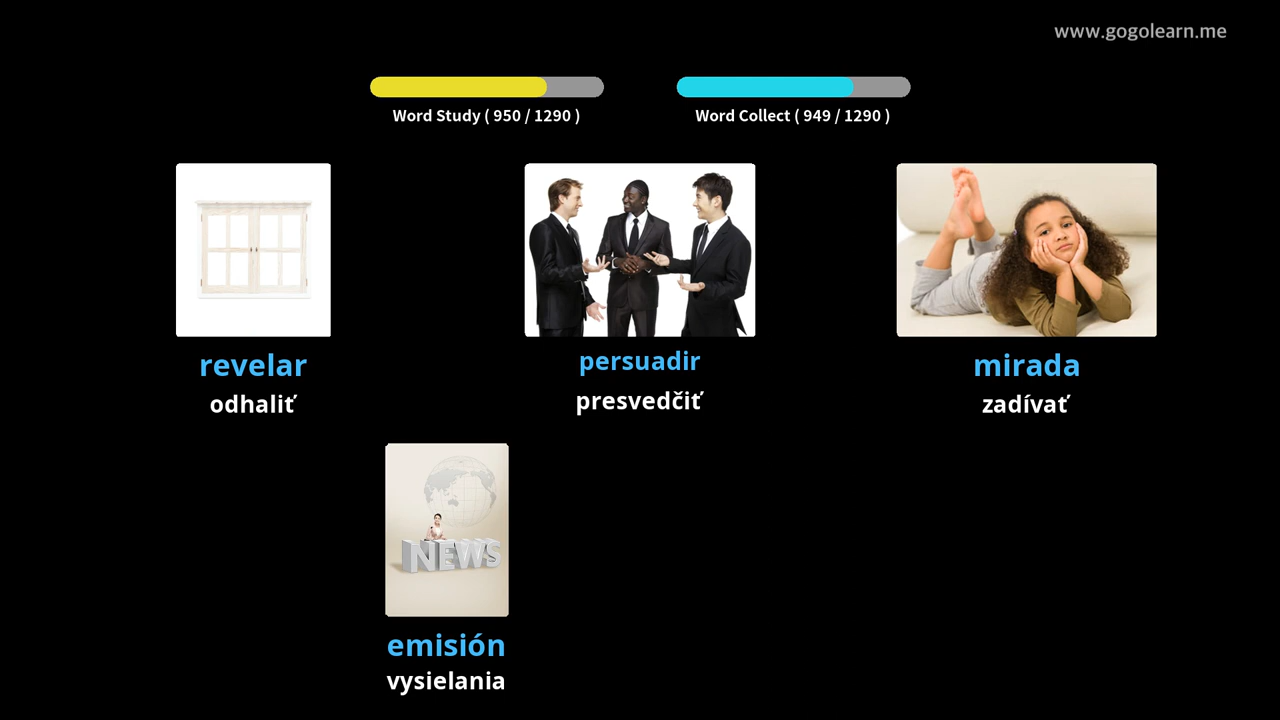 www.gogolearn.me
Word Study ( 950 / 1290 )
Word Collect ( 949 / 1290 )
revelar
odhaliť
persuadir
presvedčiť
mirada
zadívať
NEWS
emisión
vysielania